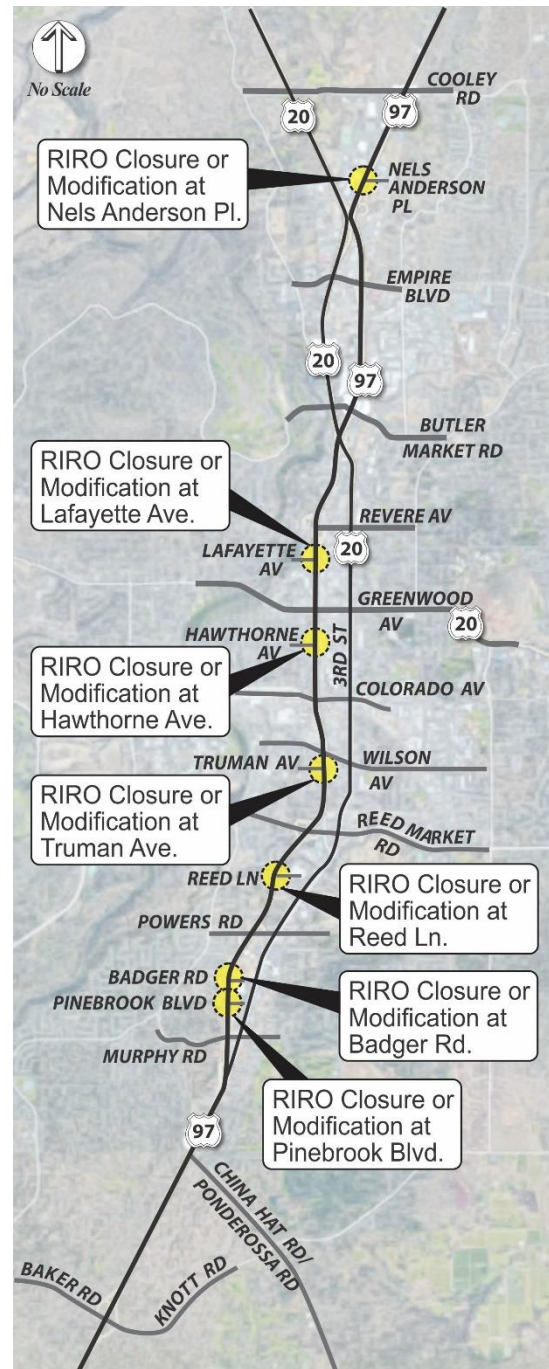 No Scale
COOLEY
RD
20
97
RIRO Closure or
Modification at
Nels Anderson Pl.
NELS
ANDERSON
PL
EMPIRE
BLVD
20
97
BUTLER
MARKET RD
RIRO Closure or
Modification at
Lafayette Ave.
REVERE AV
LAFAYETTE
AV
20
GREENWOOD
AV
20
HAWTHORNE
AV
3RD ST
RIRO Closure or
Modification at
Hawthorne Ave.
COLORADO AV
TRUMAN AV
WILSON
AV
RIRO Closure or
Modification at
Truman Ave.
REED MARKET
RD
REED LN
RIRO Closure or
Modification at
Reed Ln.
POWERS RD
BADGER RD
PINEBROOK BLVD
RIRO Closure or
Modification at
Badger Rd.
MURPHY RD
RIRO Closure or
Modification at
Pinebrook Blvd.
97
CHINA HAT RD/
PONDEROSSA RD
BAKER RD
KNOTT RD